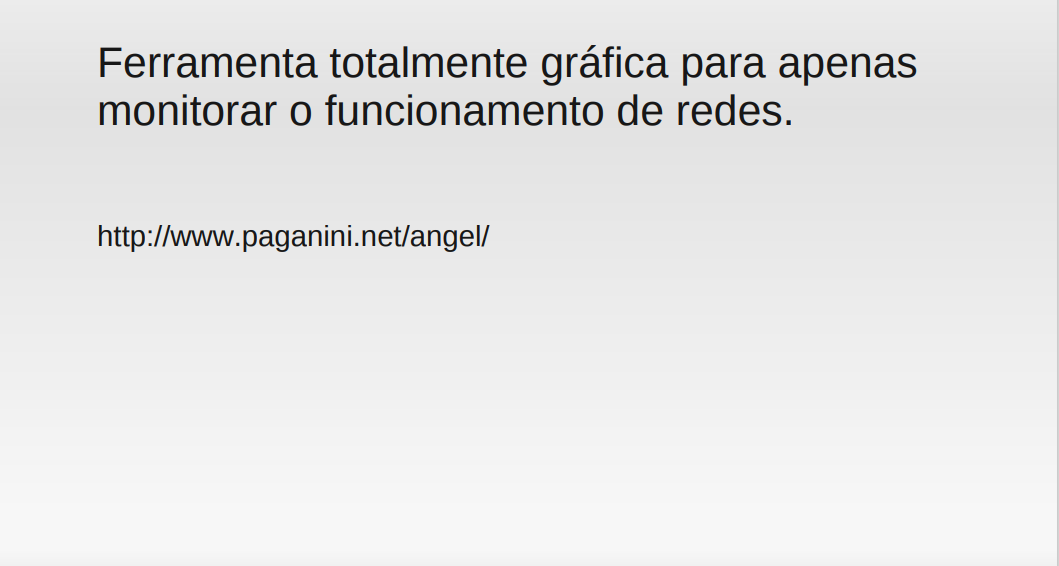 Ferramenta totalmente gráfica para apenas
monitorar o funcionamento de redes.
http://www.paganini.net/angel/